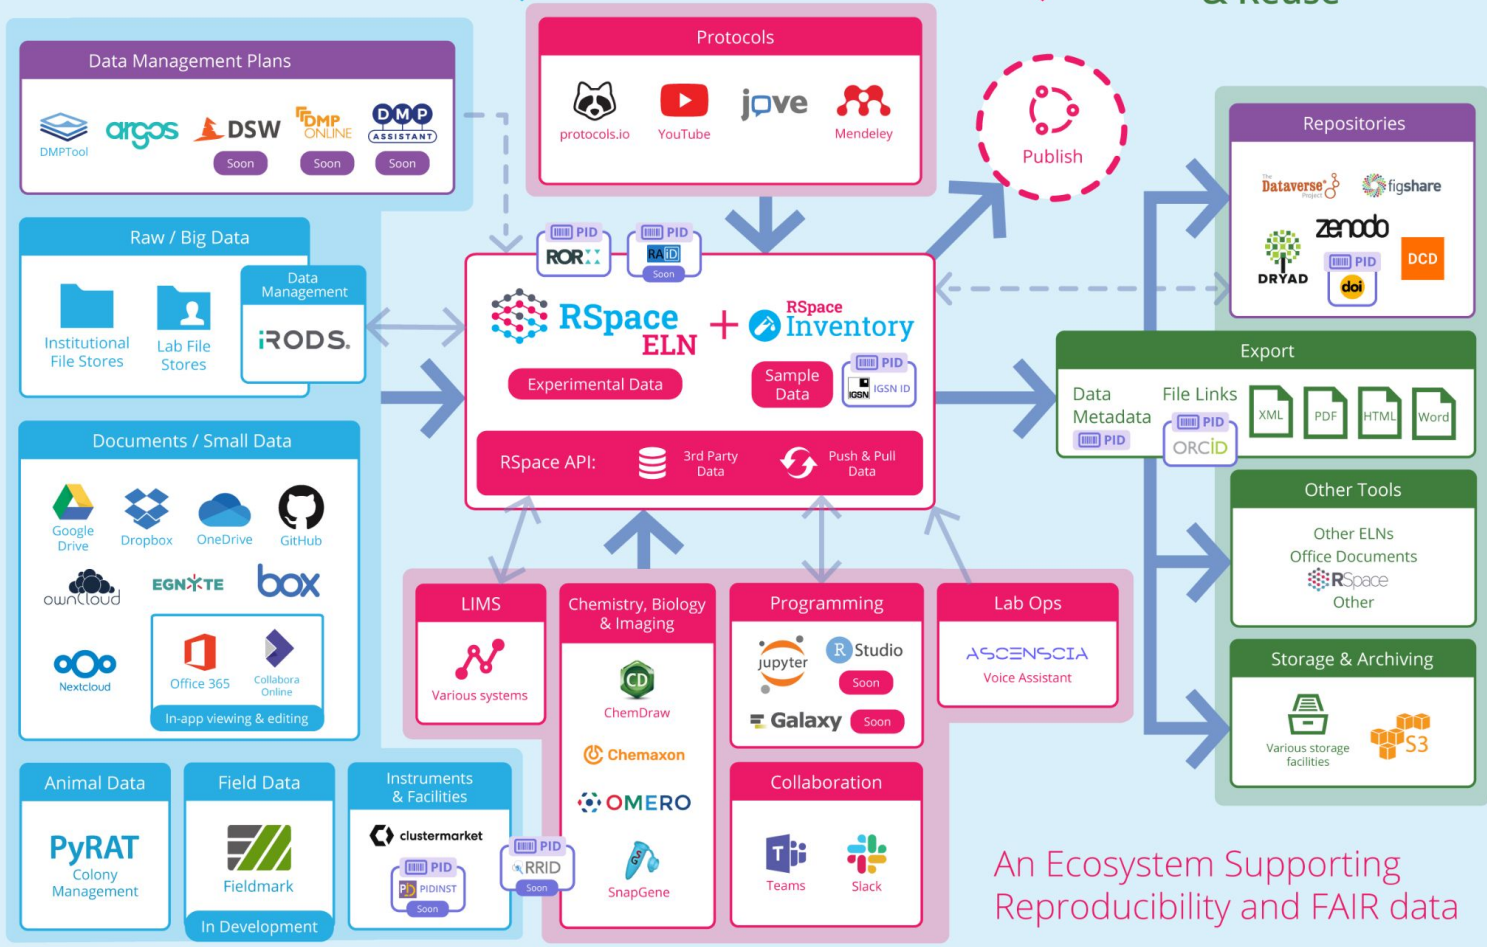 & Reuse
Data Management Plans
DMPTool
argos
DSW
Soon
DMP
ONLINE
Soon
DMP
ASSISTANT
Soon
Protocols
protocols.io
YouTube
jove
Mendeley
Publish
Repositories
The
Dataverse®
Project
figshare
DRYAD
zenodo
PID
doi
DCD
Raw / Big Data
Institutional
File Stores
Lab File
Stores
Data
Management
iRODS.
PID
ROR
PID
RAiD
Soon
RSpace
ELN
+
RSpace
Inventory
Experimental Data
Sample
Data
PID
IGSN
IGSN ID
RSpace API:
3rd Party
Data
Push & Pull
Data
Export
Data
Metadata
PID
File Links
PID
ORCID
XML
PDF
HTML
Word
Documents / Small Data
Google
Drive
Dropbox
OneDrive
GitHub
ownCloud
EGNYTE
box
Nextcloud
Office 365
Collabora
Online
In-app viewing & editing
LIMS
Various systems
Chemistry, Biology
& Imaging
CD
ChemDraw
Chemaxon
OMERO
SG
SnapGene
Programming
jupyter
R Studio
Soon
Galaxy
Soon
Lab Ops
ASCENSCIA
Voice Assistant
Other Tools
Other ELNs
Office Documents
RSpace
Other
Storage & Archiving
Various storage
facilities
S3
Animal Data
PyRAT
Colony
Management
Field Data
Fieldmark
In Development
Instruments
& Facilities
clustermarket
PID
PIDINST
Soon
PID
RRID
Soon
Collaboration
T
Teams
Slack
An Ecosystem Supporting
Reproducibility and FAIR data